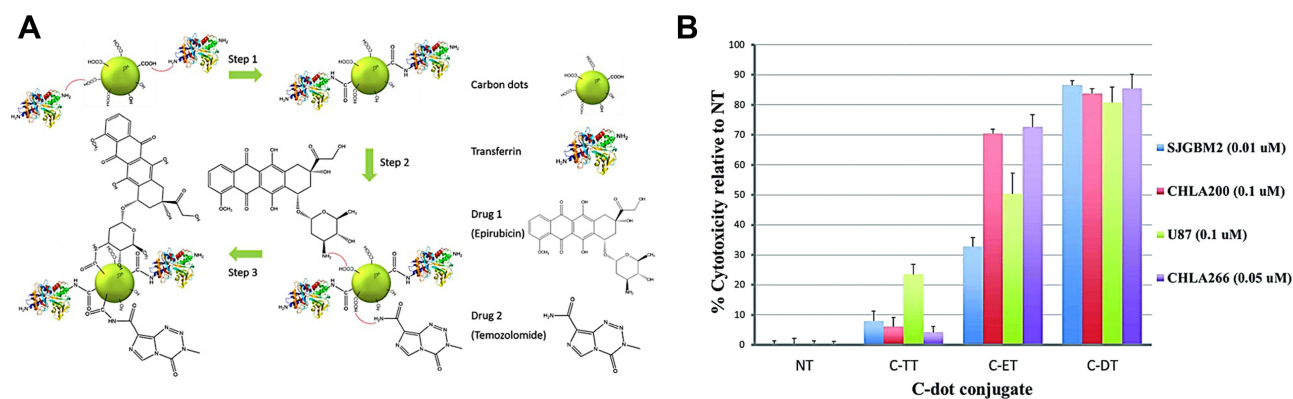 A
Step 1
Carbon dots
Transferrin
Step 2
Drug 1
(Epirubicin)
Step 3
Drug 2
(Temozolomide)
B
% Cytotoxicity relative to NT
100
90
80
70
60
50
40
30
20
10
0
NT
C-TT
C-ET
C-DT
C-dot conjugate
SJGBM2 (0.01 uM)
CHLA200 (0.1 uM)
U87 (0.1 uM)
CHLA266 (0.05 uM)